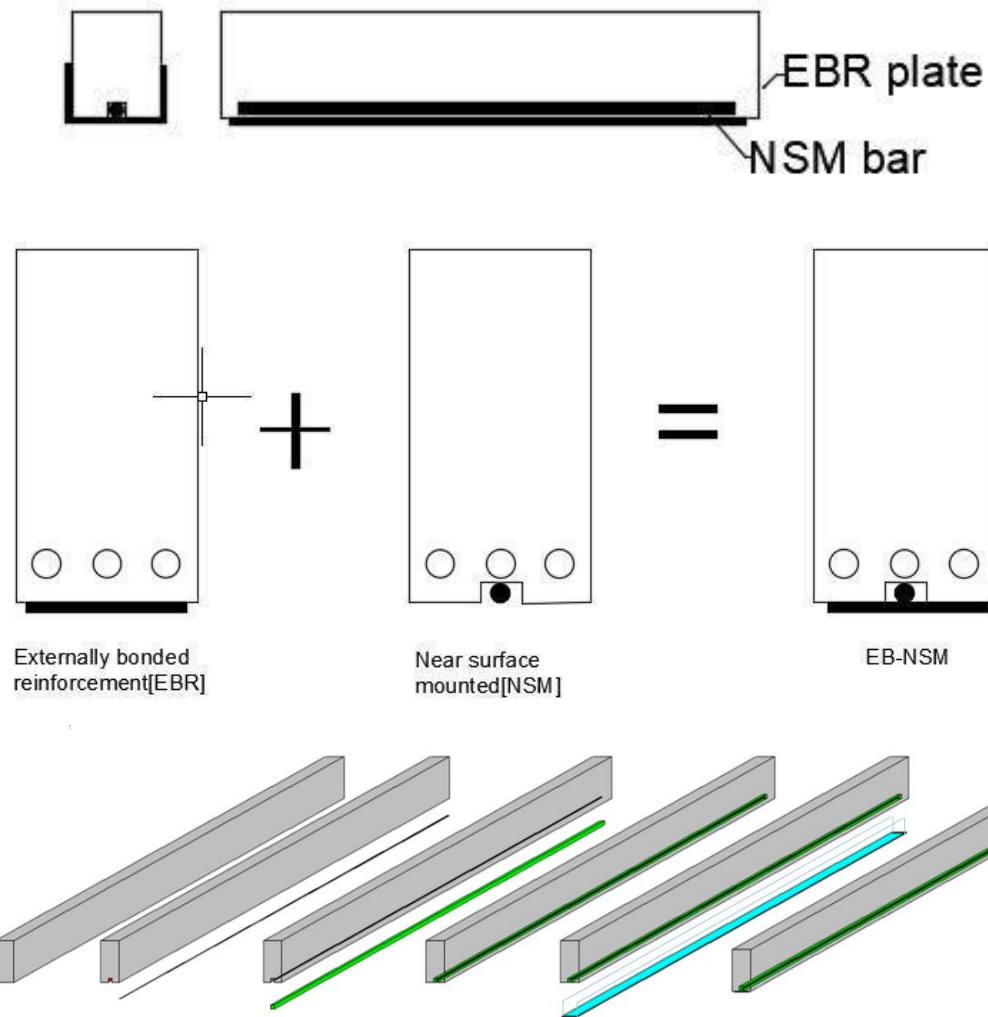 EBR plate
NSM bar
Externally bonded
reinforcement[EBR]
Near surface
mounted[NSM]
EB-NSM